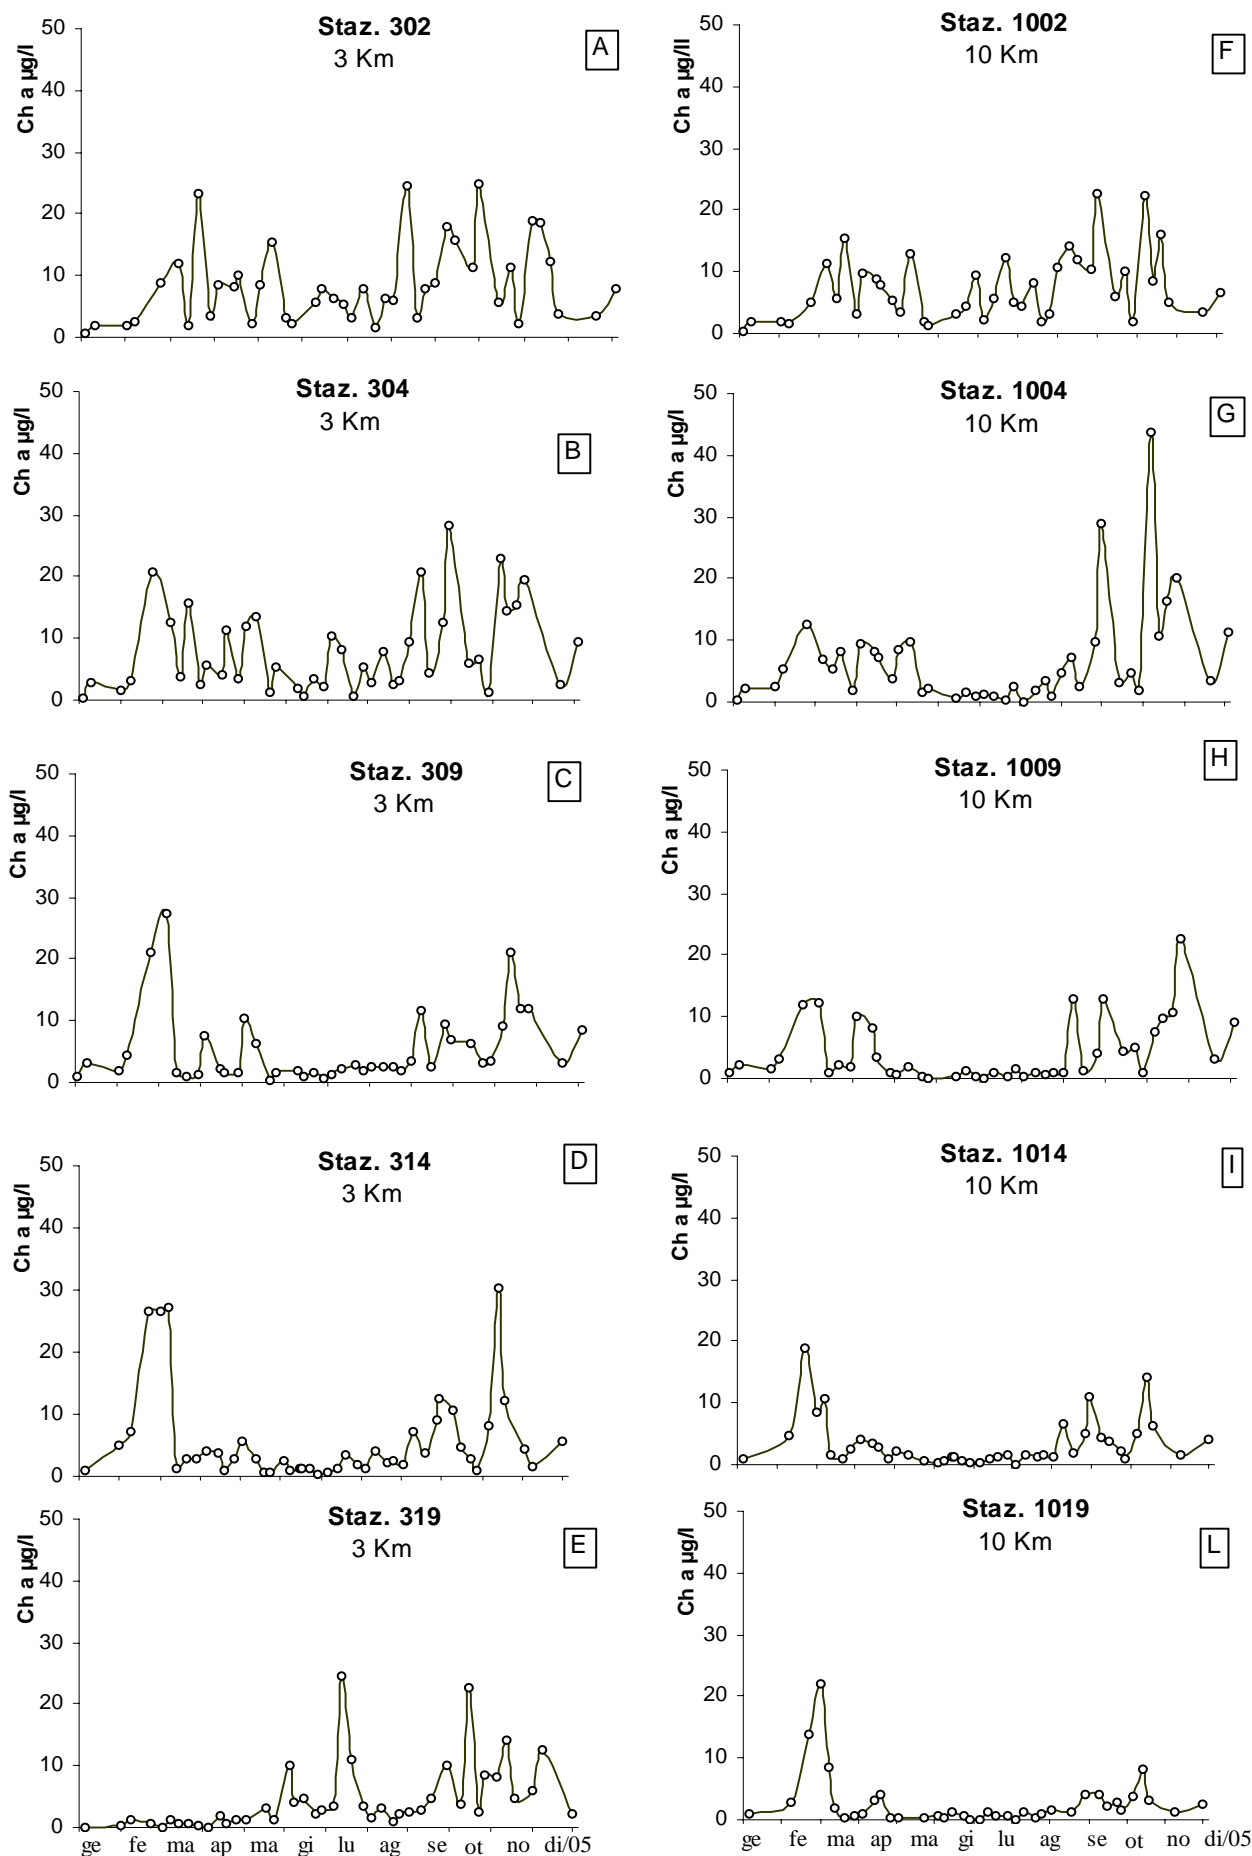 Staz. 302
3 Km
A
Ch a µg/l
50
40
30
20
10
0
Staz. 1002
10 Km
F
Ch a µg/ll
50
40
30
20
10
0
Staz. 304
3 Km
B
Ch a µg/l
50
40
30
20
10
0
Staz. 1004
10 Km
G
Ch a µg/l
50
40
30
20
10
0
Staz. 309
3 Km
C
Ch a µg/l
50
40
30
20
10
0
Staz. 1009
10 Km
H
Ch a µg/l
50
40
30
20
10
0
Staz. 314
3 Km
D
Ch a µg/l
50
40
30
20
10
0
Staz. 1014
10 Km
I
Ch a µg/l
50
40
30
20
10
0
Staz. 319
3 Km
E
Ch a µg/l
50
40
30
20
10
0
ge fe ma ap ma gi lu ag se ot no di/05
Staz. 1019
10 Km
L
Ch a µg/l
50
40
30
20
10
0
ge fe ma ap ma gi lu ag se ot no di/05